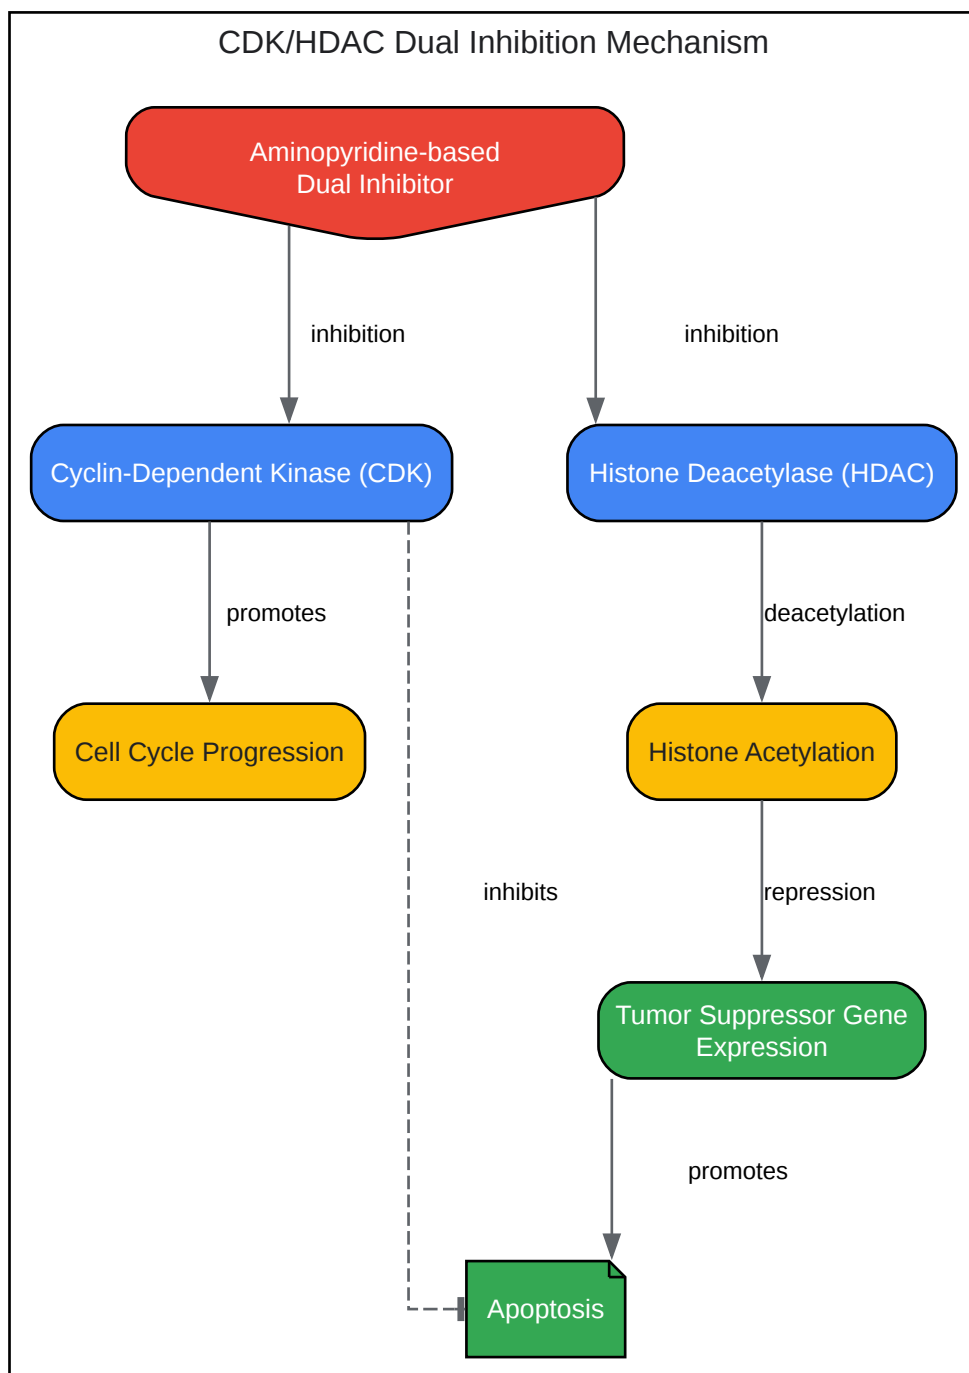 CDK/HDAC Dual Inhibition Mechanism
Aminopyridine-based
Dual Inhibitor
inhibition
inhibition
Cyclin-Dependent Kinase (CDK)
Histone Deacetylase (HDAC)
promotes
deacetylation
Cell Cycle Progression
Histone Acetylation
inhibits
repression
Tumor Suppressor Gene
Expression
promotes
Apoptosis